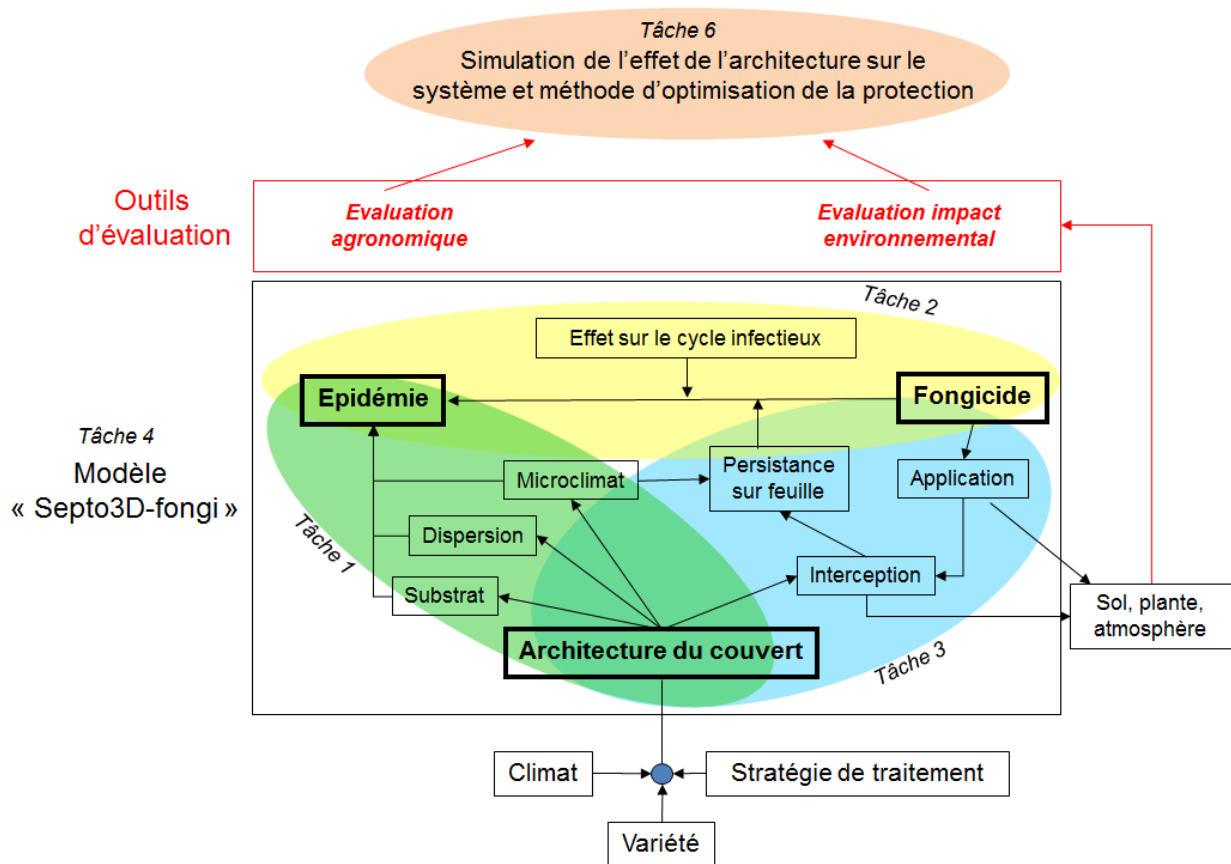 Tâche 6
Simulation de l'effet de l'architecture sur le
système et méthode d'optimisation de la protection
Outils
d'évaluation
Evaluation
agronomique
Evaluation impact
environnemental
Tâche 2
Effet sur le cycle infectieux
Epidémie
Fongicide
Tâche 4
Modèle
« Septo3D-fongi »
Microclimat
Persistance
sur feuille
Application
Tâche 1
Dispersion
Substrat
Interception
Sol, plante,
atmosphère
Architecture du couvert
Tâche 3
Climat
Stratégie de traitement
Variété